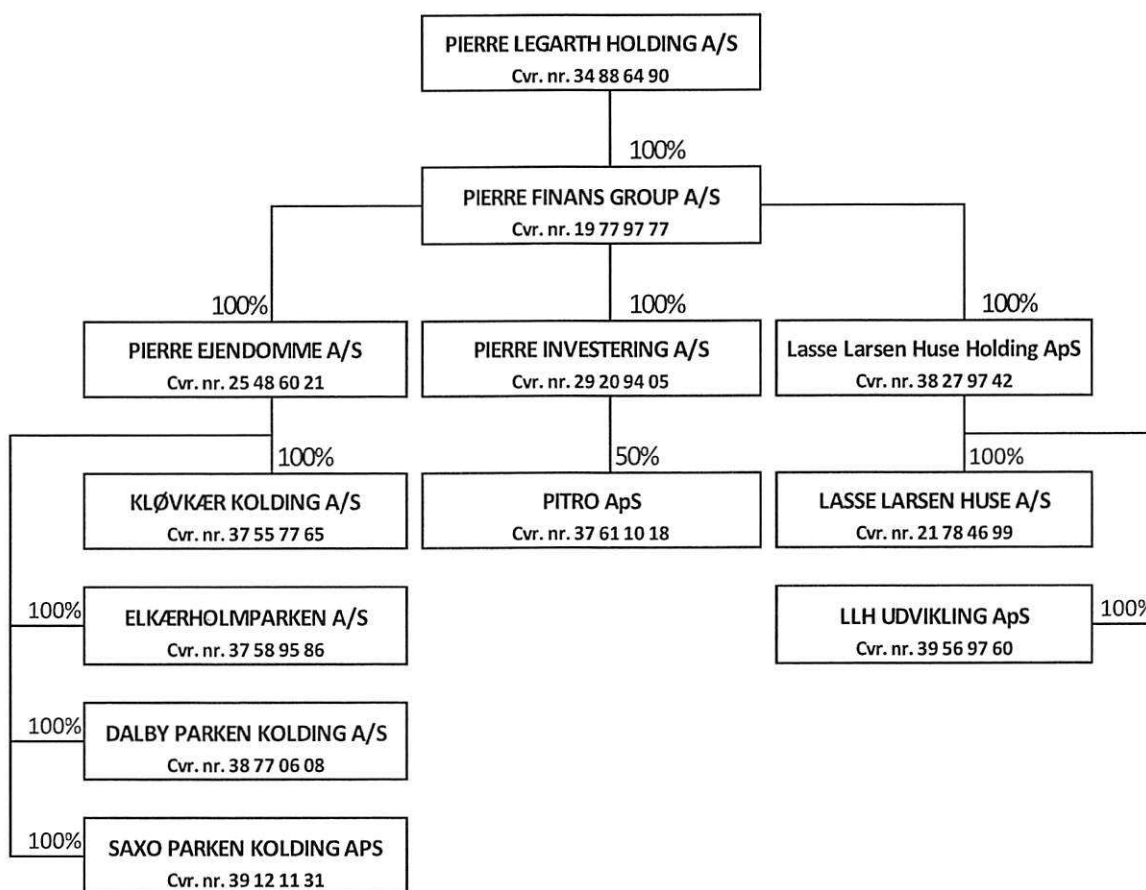 PIERRE LEGARTH HOLDING A/S
Cvr. nr. 34 88 64 90
100%
PIERRE FINANS GROUP A/S
Cvr. nr. 19 77 97 77
100%
100%
100%
PIERRE EJENDOMME A/S
Cvr. nr. 25 48 60 21
PIERRE INVESTERING A/S
Cvr. nr. 29 20 94 05
Lasse Larsen Huse Holding ApS
Cvr. nr. 38 27 97 42
100%
50%
100%
KLØVKÆR KOLDING A/S
Cvr. nr. 37 55 77 65
PITRO ApS
Cvr. nr. 37 61 10 18
LASSE LARSEN HUSE A/S
Cvr. nr. 21 78 46 99
100%
ELKÆRHOLMPARKEN A/S
Cvr. nr. 37 58 95 86
LLH UDVIKLING ApS
Cvr. nr. 39 56 97 60
100%
100%
DALBY PARKEN KOLDING A/S
Cvr. nr. 38 77 06 08
100%
SAXO PARKEN KOLDING APS
Cvr. nr. 39 12 11 31